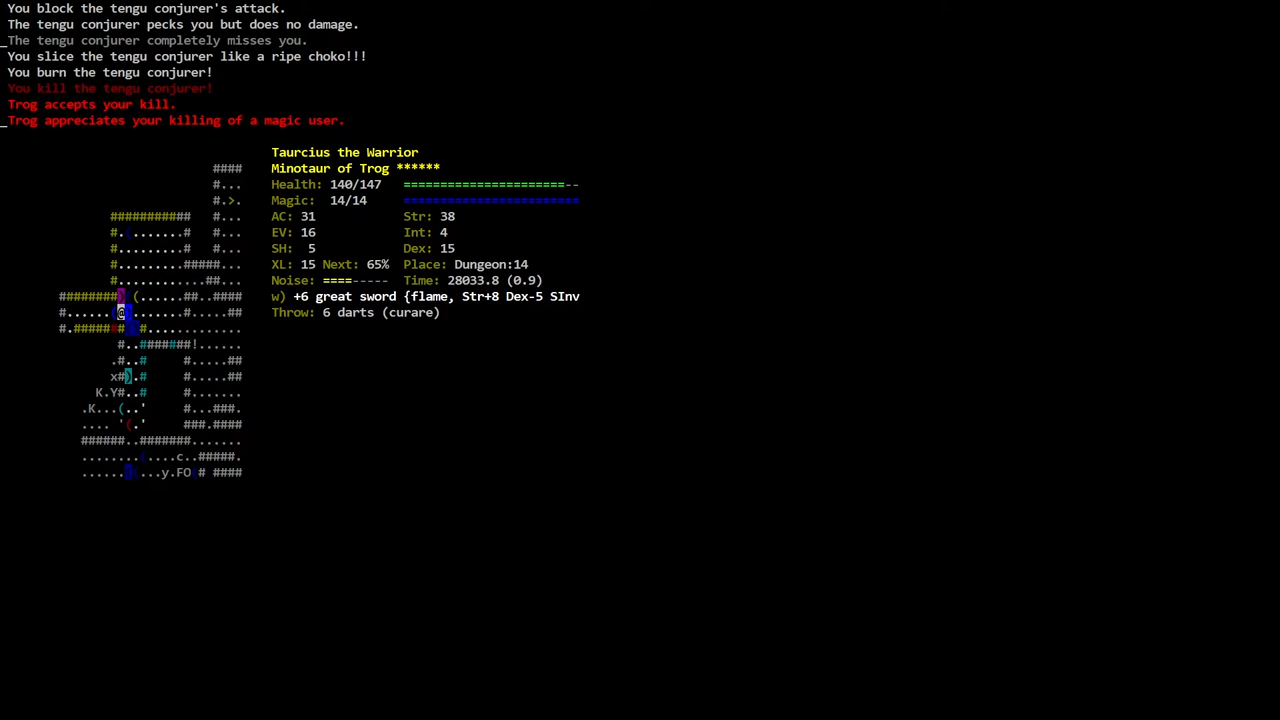 You block the tengu conjurer's attack.
The tengu conjurer pecks you but does no damage.
_The tengu conjurer completely misses you.
You slice the tengu conjurer like a ripe choko!!!
You burn the tengu conjurer!
You kill the tengu conjurer!
Trog accepts your kill.
_Trog appreciates your killing of a magic user.
Taurcius the Warrior
Minotaur of Trog ******
Health: 140/147 ======================--
Magic: 14/14 ========================
AC: 31 Str: 38
EV: 16 Int: 4
SH: 5 Dex: 15
XL: 15 Next: 65% Place: Dungeon:14
Noise: ====----- Time: 28033.8 (0.9)
w) +6 great sword {flame, Str+8 Dex-5 SInv
Throw: 6 darts (curare)
####
#...
#.>.
########## #...
#.(.......# #...
#.........# #...
#.........#####...
#...........##...
########) (......##..####
#......(@).......#.....##
#.###### #............
#..######!.....
.#..# #.....##
x#).# #.....##
K.Y#..# #......
.K...(..' #...###.
.... '(.' ###.####
######..#######.......
........(....c..#####.
......) ...y.FO # ####